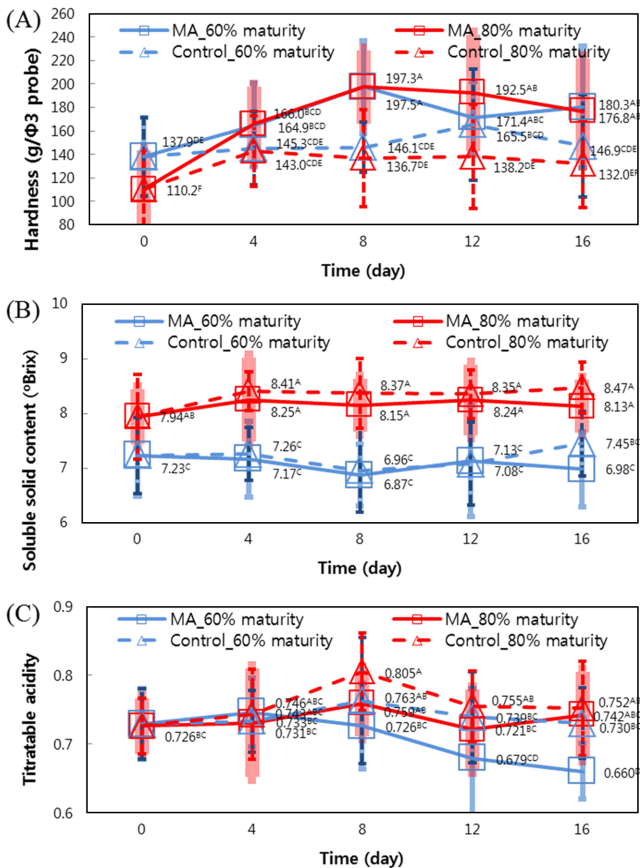 (A)
260
240
220
200
180
160
140
120
100
80
Hardness (g/Φ3 probe)
MA_60% maturity
MA_80% maturity
Control_60% maturity
Control_80% maturity
137.9DE
110.2F
166.0BCD
164.9BCD
145.3CDE
143.0CDE
197.3A
197.5A
146.1CDE
136.7DE
192.5AB
171.4ABC
165.5BCD
138.2DE
180.3AB
176.8AB
146.9CDE
132.0EF
0 4 8 12 16
Time (day)
(B)
10
9
8
7
6
Soluble solid content (ºBrix)
MA_60% maturity
MA_80% maturity
Control_60% maturity
Control_80% maturity
7.94AB
7.23C
8.41A
8.25A
7.26C
7.17C
8.37A
8.15A
6.96C
6.87C
8.35A
8.24A
7.13C
7.08C
8.47A
8.13A
7.45BC
6.98C
0 4 8 12 16
Time (day)
(C)
0.9
0.8
0.7
0.6
Titratable acidity
MA_60% maturity
MA_80% maturity
Control_60% maturity
Control_80% maturity
0.726BC
0.746ABC
0.733BC
0.731BC
0.805A
0.763AB
0.759AB
0.726BC
0.755AB
0.739BC
0.721BC
0.679CD
0.752AB
0.742ABC
0.730BC
0 4 8 12 16
Time (day)